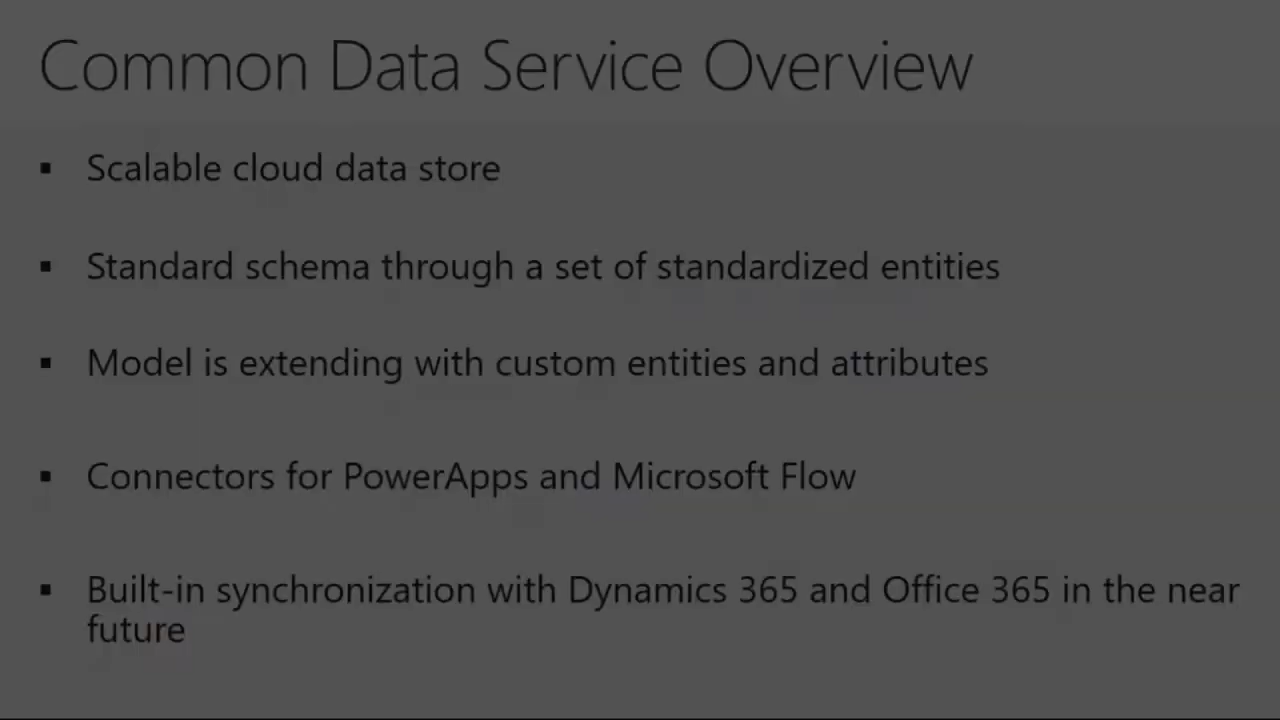 Common Data Service Overview
▪ Scalable cloud data store
▪ Standard schema through a set of standardized entities
▪ Model is extending with custom entities and attributes
▪ Connectors for PowerApps and Microsoft Flow
▪ Built-in synchronization with Dynamics 365 and Office 365 in the near
future